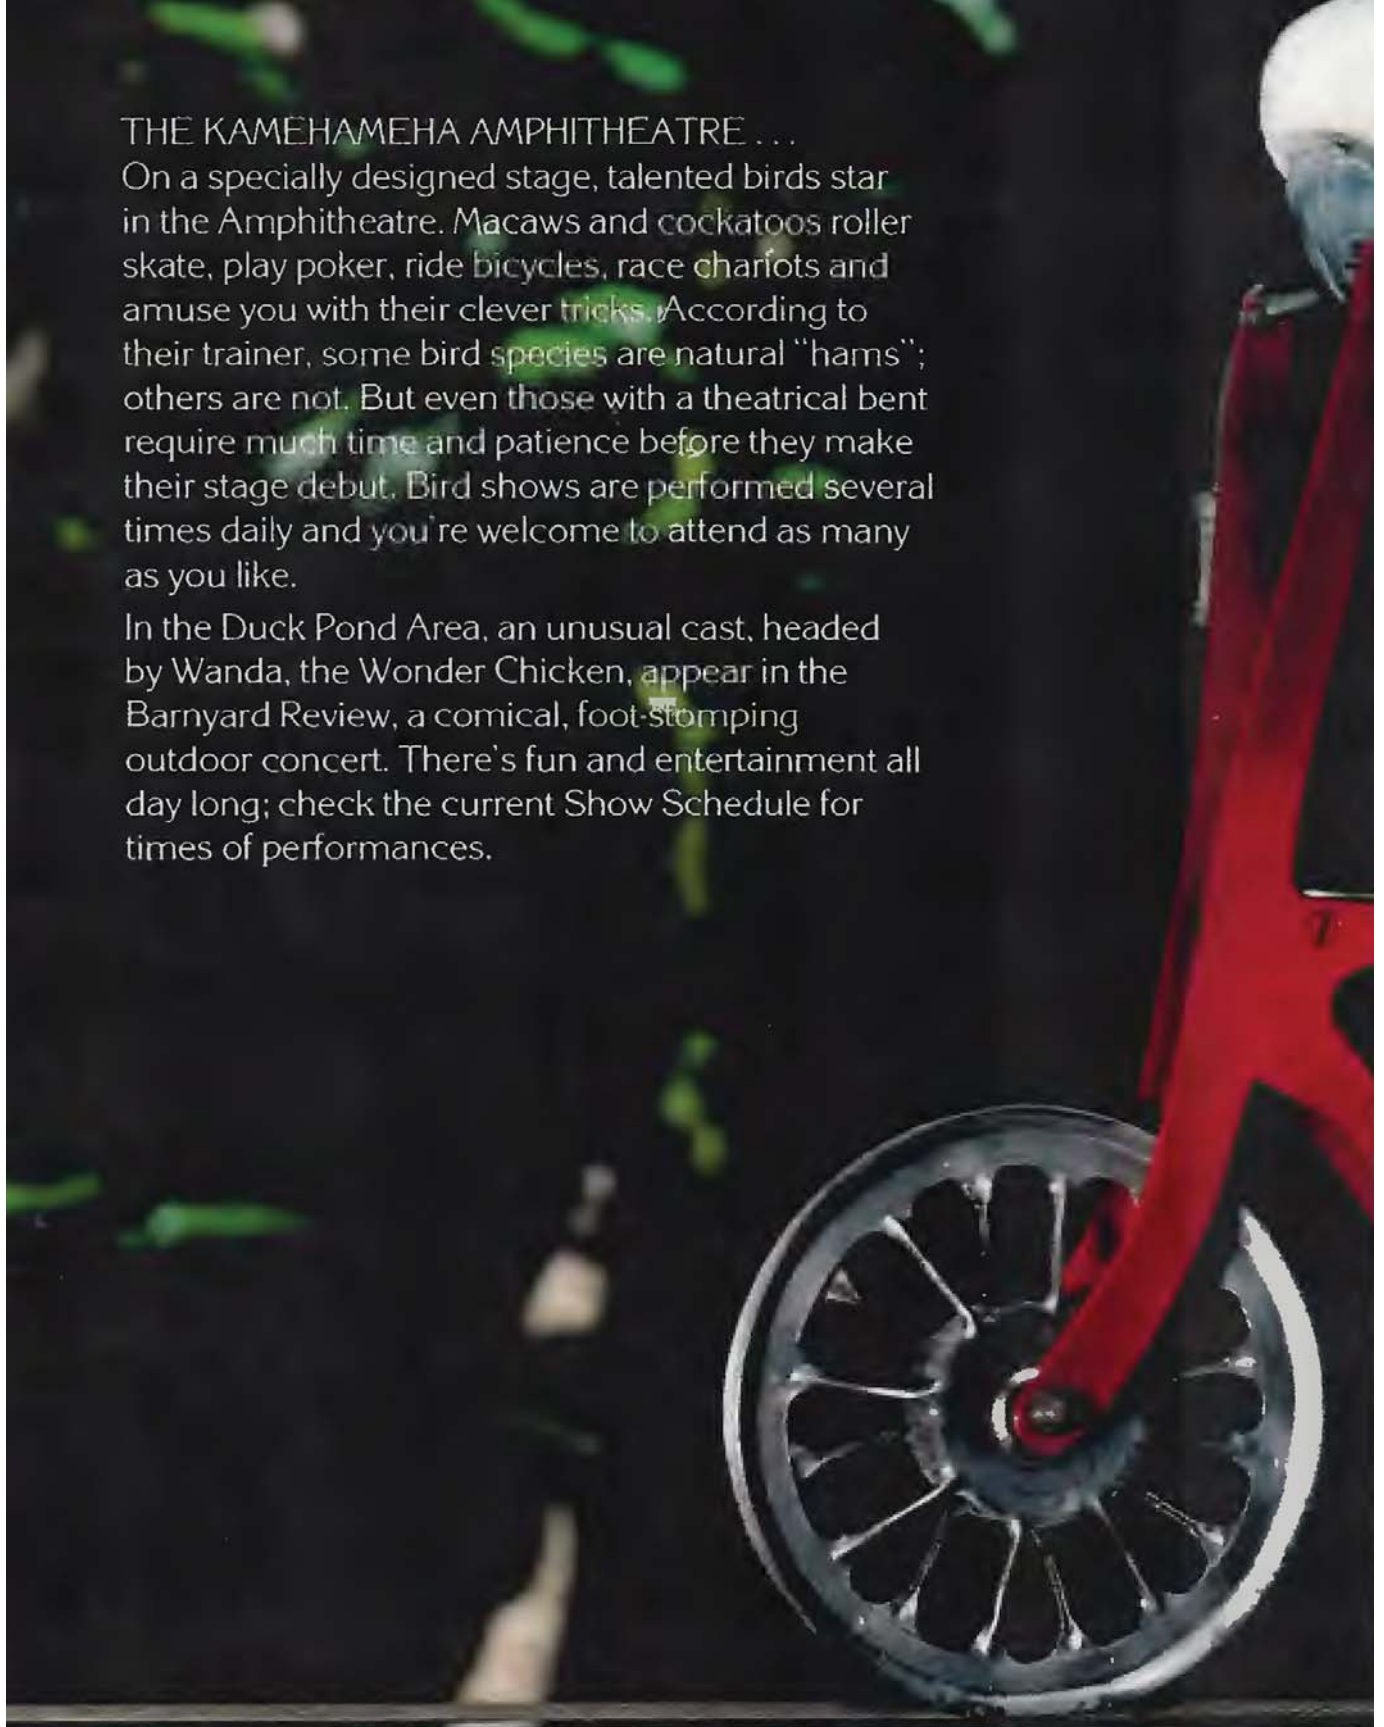 THE KAMEHAMEHA AMPHITHEATRE . . .
On a specially designed stage, talented birds star
in the Amphitheatre. Macaws and cockatoos roller
skate, play poker, ride bicycles, race chariots and
amuse you with their clever tricks. According to
their trainer, some bird species are natural "hams";
others are not. But even those with a theatrical bent
require much time and patience before they make
their stage debut. Bird shows are performed several
times daily and you're welcome to attend as many
as you like.
In the Duck Pond Area, an unusual cast, headed
by Wanda, the Wonder Chicken, appear in the
Barnyard Review, a comical, foot-stomping
outdoor concert. There's fun and entertainment all
day long; check the current Show Schedule for
times of performances.